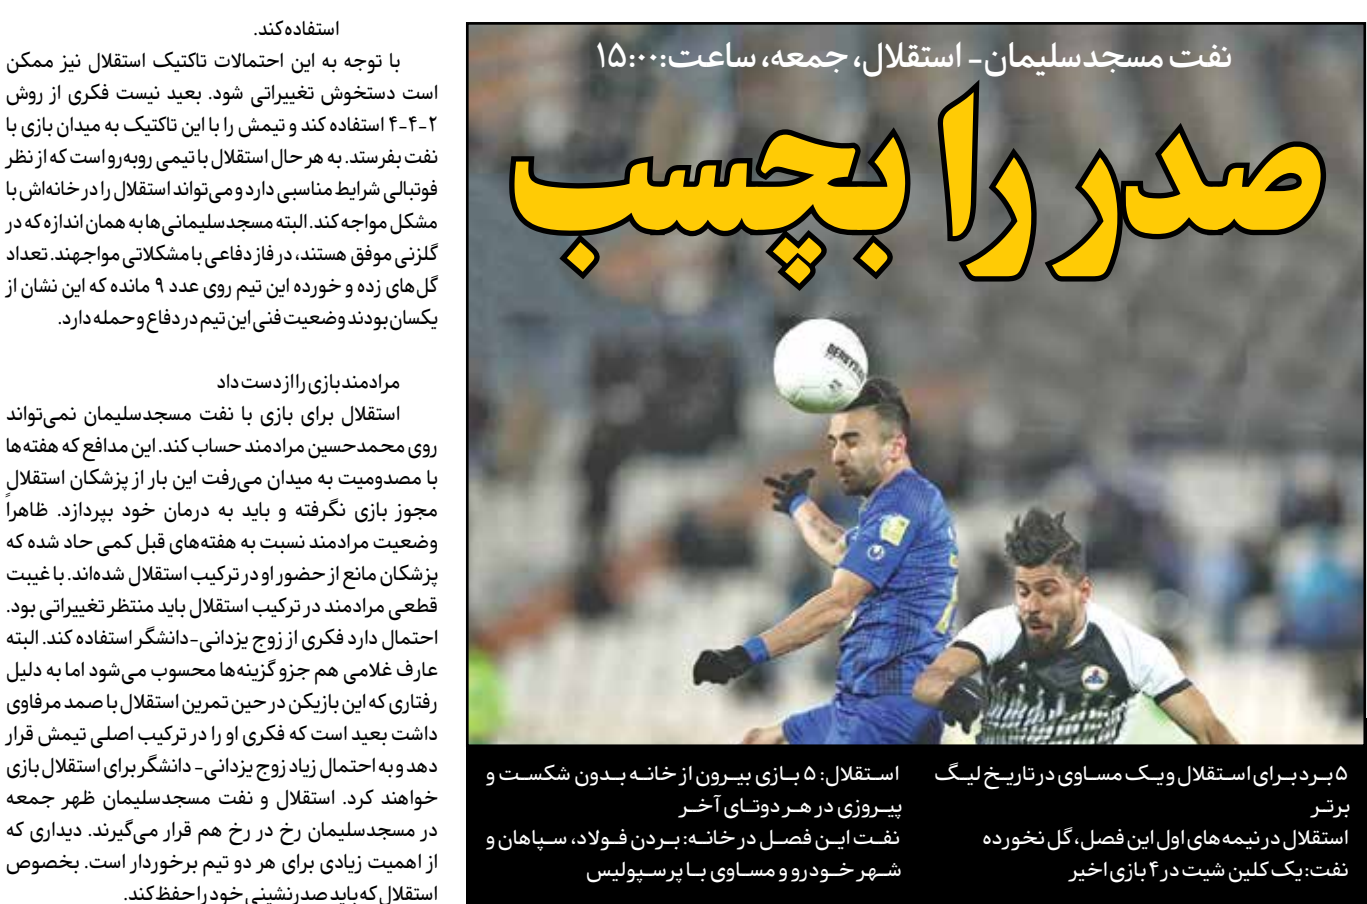 نفت مسجدسلیمان- استقلال، جمعه، ساعت:۱۵:۰۰
صدر را بچسب
۵ برد برای استقلال و یک مساوی در تاریخ لیگ
برتر
استقلال در نیمه های اول این فصل، گل نخورده
نفت: یک کلین شیت در ۴ بازی اخیر
استقلال: ۵ بازی بیرون از خانه بدون شکست و
پیروزی در هر دوتای آخر
نفت این فصل در خانه: بردن فولاد، سپاهان و
شهر خودرو و مساوی با پرسپولیس
استفاده کند.
با توجه به این احتمالات تاکتیک استقلال نیز ممکن
است دستخوش تغییراتی شود. بعید نیست فکری از روش
۴-۴-۲ استفاده کند و تیمش را با این تاکتیک به میدان بازی با
نفت بفرستد. به هر حال استقلال با تیمی روبه‌رو است که از نظر
فوتبالی شرایط مناسبی دارد و می‌تواند استقلال را در خانه‌اش با
مشکل مواجه کند. البته مسجدسلیمانی ها به همان اندازه که در
گلزنی موفق هستند، در فاز دفاعی با مشکلاتی مواجهند. تعداد
گل‌های زده و خورده این تیم روی عدد ۹ مانده که این نشان از
یکسان بودند وضعیت فنی این تیم در دفاع و حمله دارد.
مرادمند بازی را از دست داد
استقلال برای بازی با نفت مسجدسلیمان نمی‌تواند
روی محمدحسین مرادمند حساب کند. این مدافع که هفته‌ها
با مصدومیت به میدان می‌رفت این بار از پزشکان استقلال
مجوز بازی نگرفته و باید به درمان خود بپردازد. ظاهراً
وضعیت مرادمند نسبت به هفته‌های قبل کمی حاد شده که
پزشکان مانع از حضور او در ترکیب استقلال شده‌اند. با غیبت
قطعی مرادمند در ترکیب استقلال باید منتظر تغییراتی بود.
احتمال دارد فکری از زوج یزدانی-دانشگر استفاده کند. البته
عارف غلامی هم جزو گزینه‌ها محسوب می‌شود اما به دلیل
رفتاری که این بازیکن در حین تمرین استقلال با صمد مرفاوی
داشت بعید است که فکری او را در ترکیب اصلی تیمش قرار
دهد و به احتمال زیاد زوج یزدانی- دانشگر برای استقلال بازی
خواهند کرد. استقلال و نفت مسجدسلیمان ظهر جمعه
در مسجدسلیمان رخ در رخ هم قرار می‌گیرند. دیداری که
از اهمیت زیادی برای هر دو تیم برخوردار است. بخصوص
استقلال که باید صدرنشینی خود را حفظ کند.